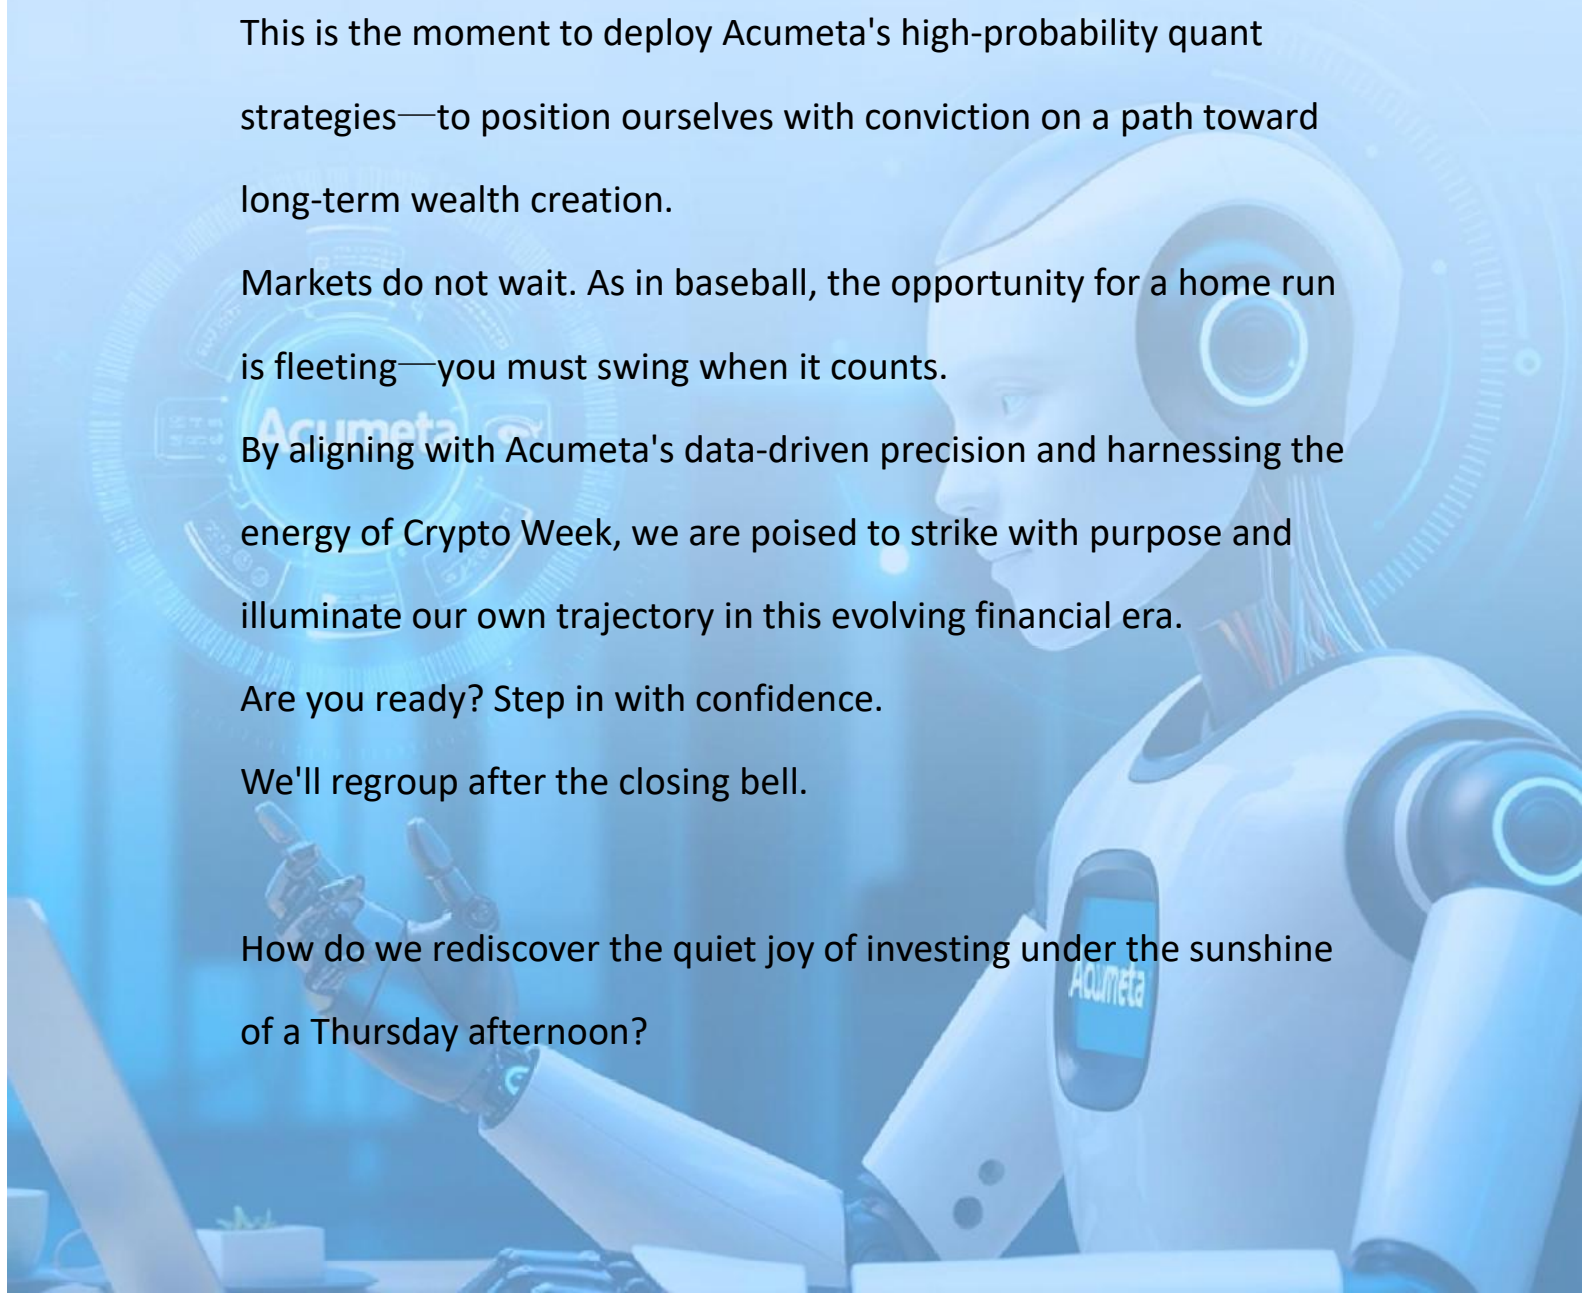 This is the moment to deploy Acumeta's high-probability quant
strategies—to position ourselves with conviction on a path toward
long-term wealth creation.
Markets do not wait. As in baseball, the opportunity for a home run
is fleeting—you must swing when it counts.
Acumeta
By aligning with Acumeta's data-driven precision and harnessing the
energy of Crypto Week, we are poised to strike with purpose and
illuminate our own trajectory in this evolving financial era.
Are you ready? Step in with confidence.
We'll regroup after the closing bell.
How do we rediscover the quiet joy of investing under the sunshine
Acumeta
of a Thursday afternoon?